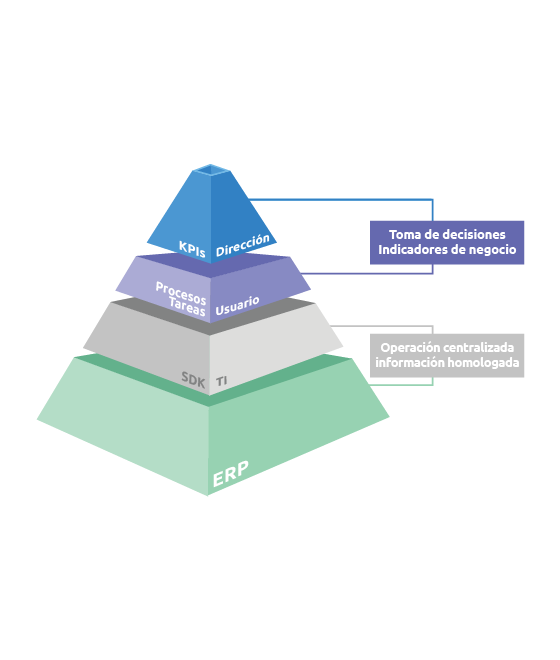 KPIs
Dirección
Toma de decisiones
Indicadores de negocio
Procesos
Tareas
Usuario
Operación centralizada
información homologada
SDK
TI
ERP